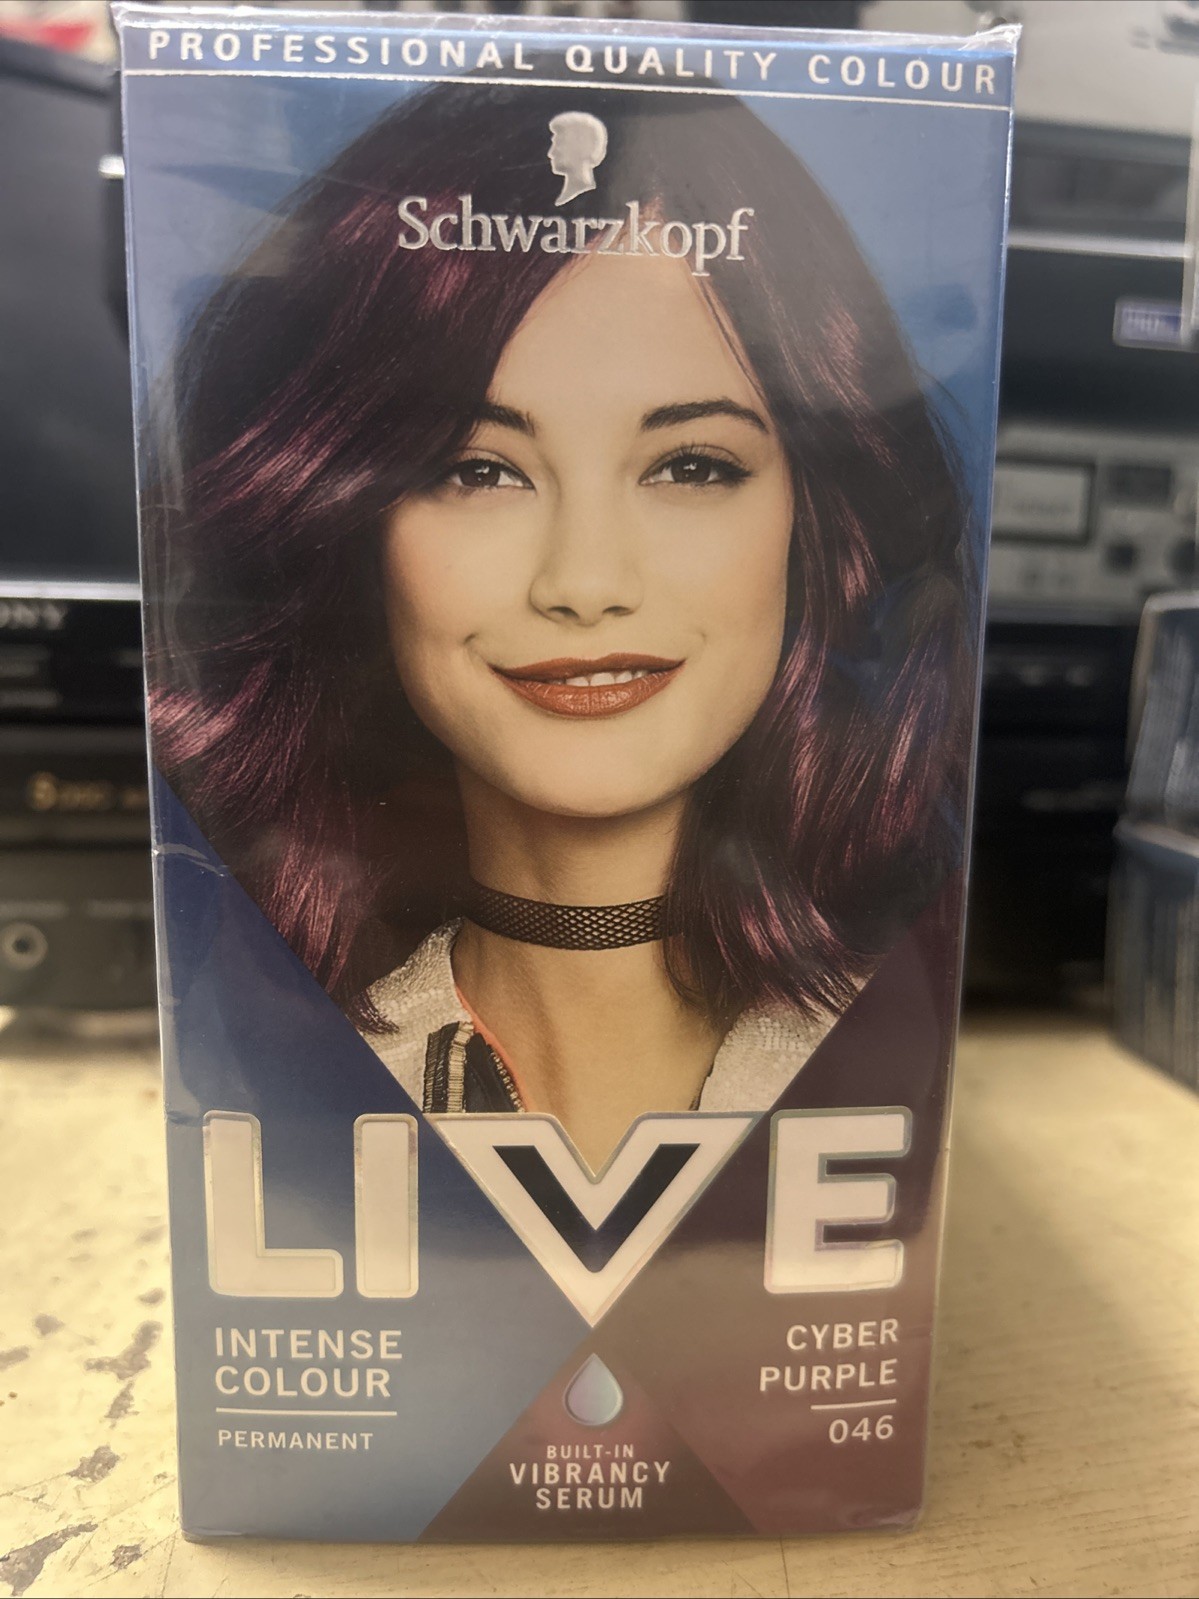 PROFESSIONAL QUALITY COLOUR
Schwarzkopf
LIVE
INTENSE
COLOUR
PERMANENT
CYBER
PURPLE
046
BUILT-IN
VIBRANCY
SERUM